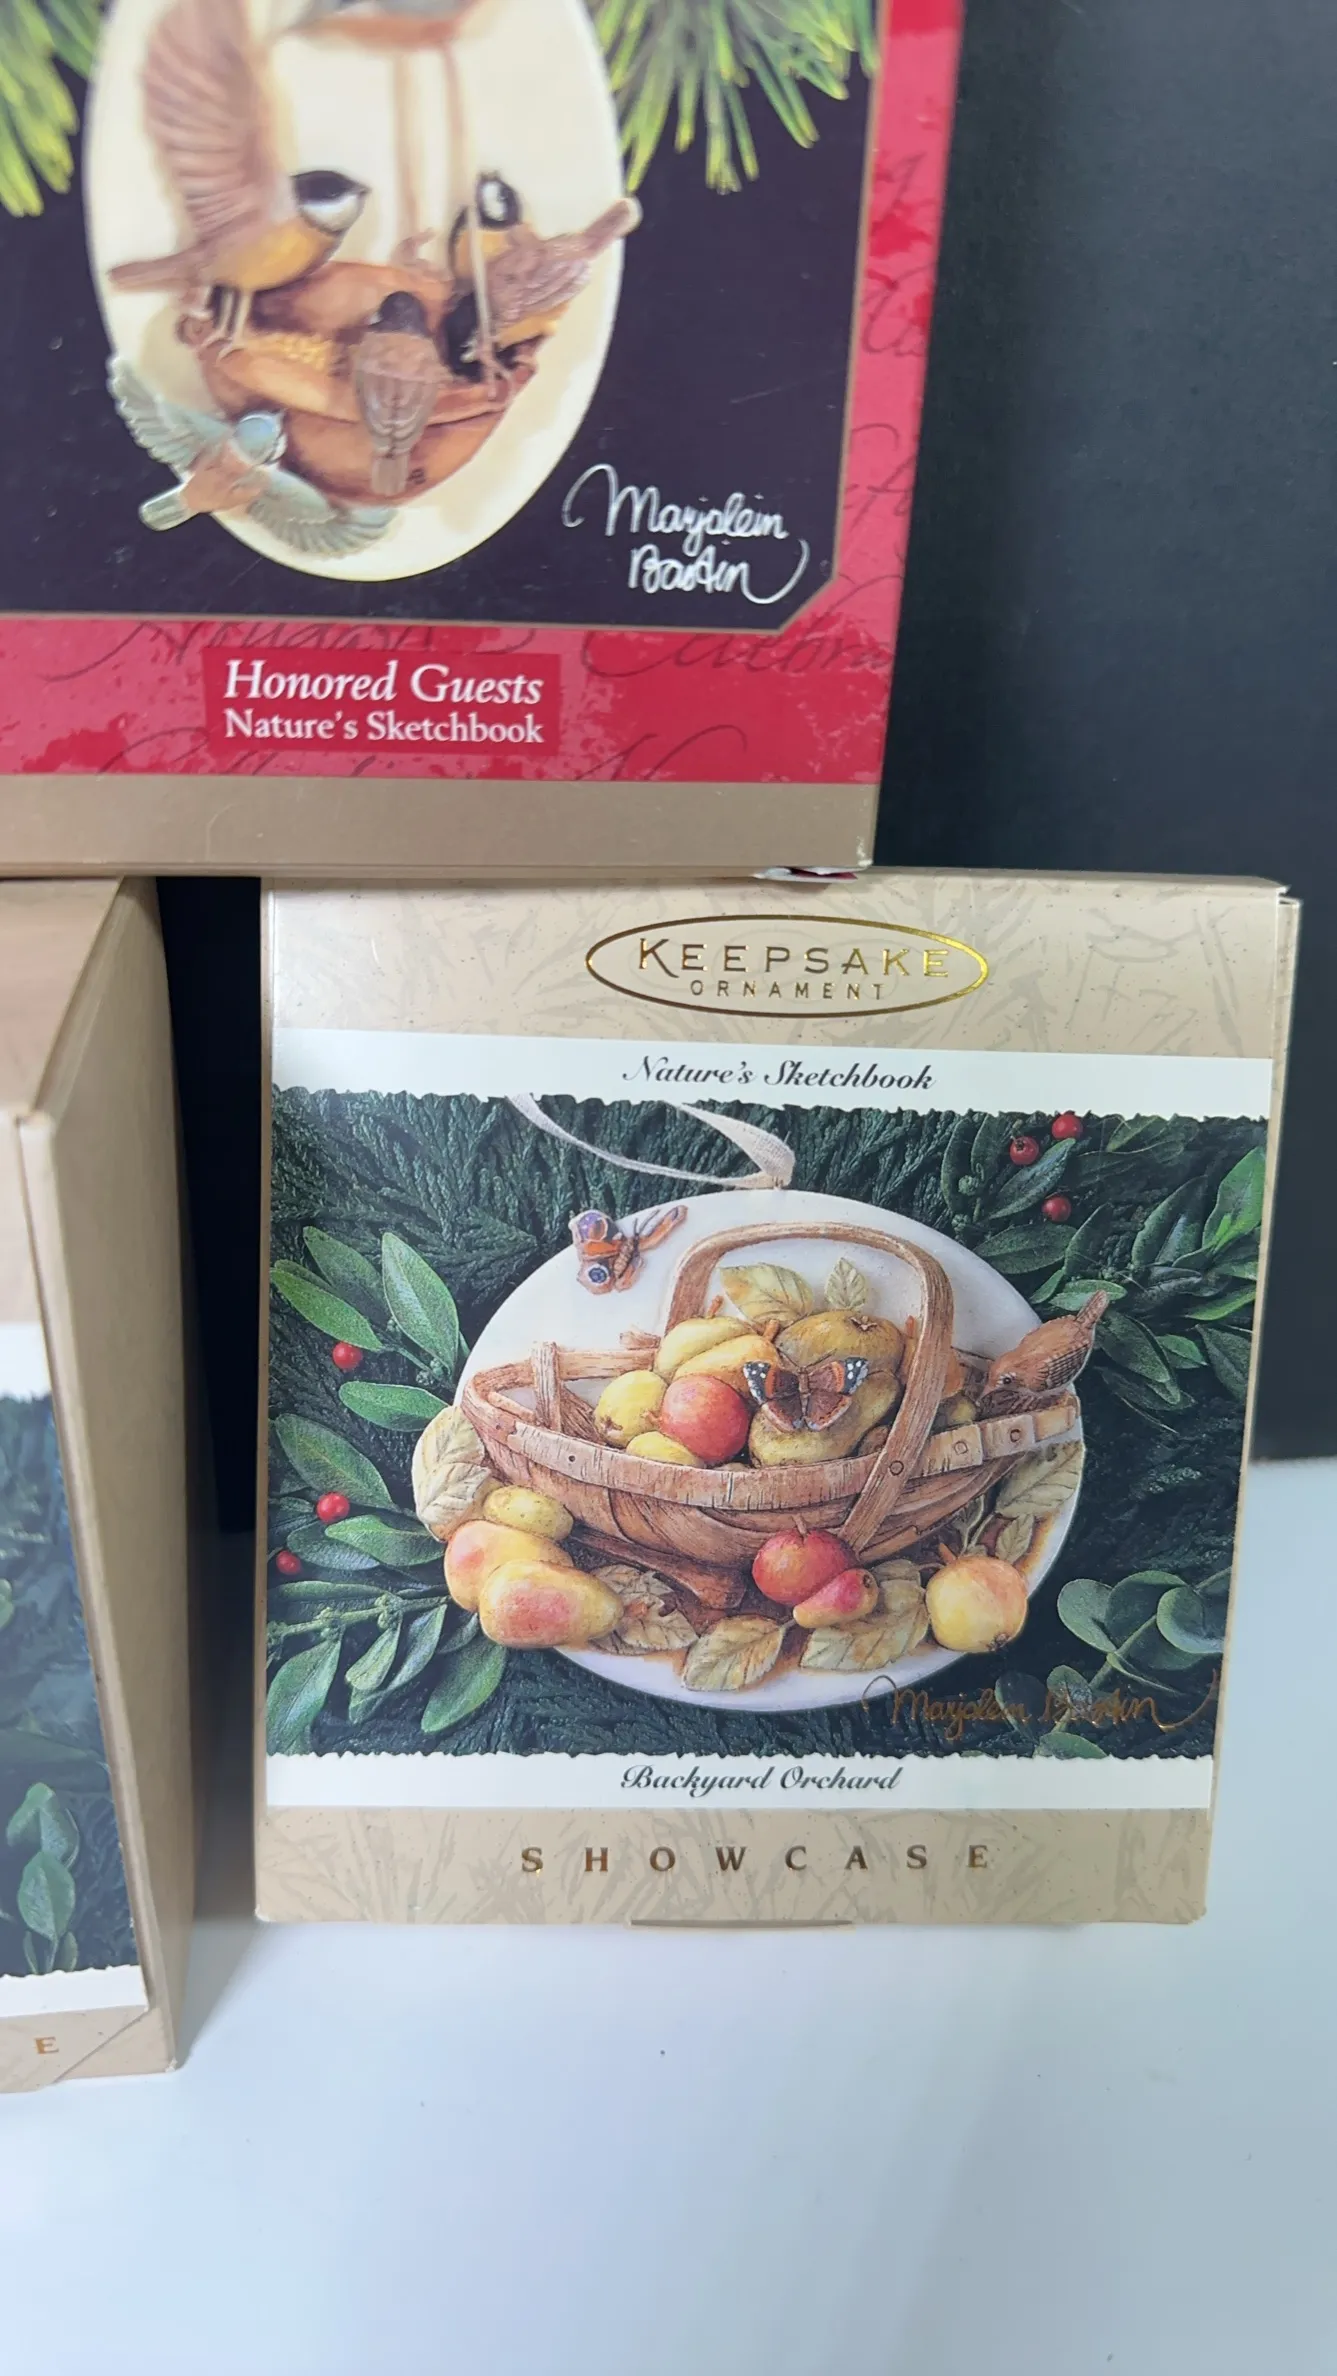 Marjolein
Bastin
Honored Guests
Nature's Sketchbook
KEEPSAKE
ORNAMENT
Nature's Sketchbook
Marjolein Bastin
Backyard Orchard
SHOWCASE
E